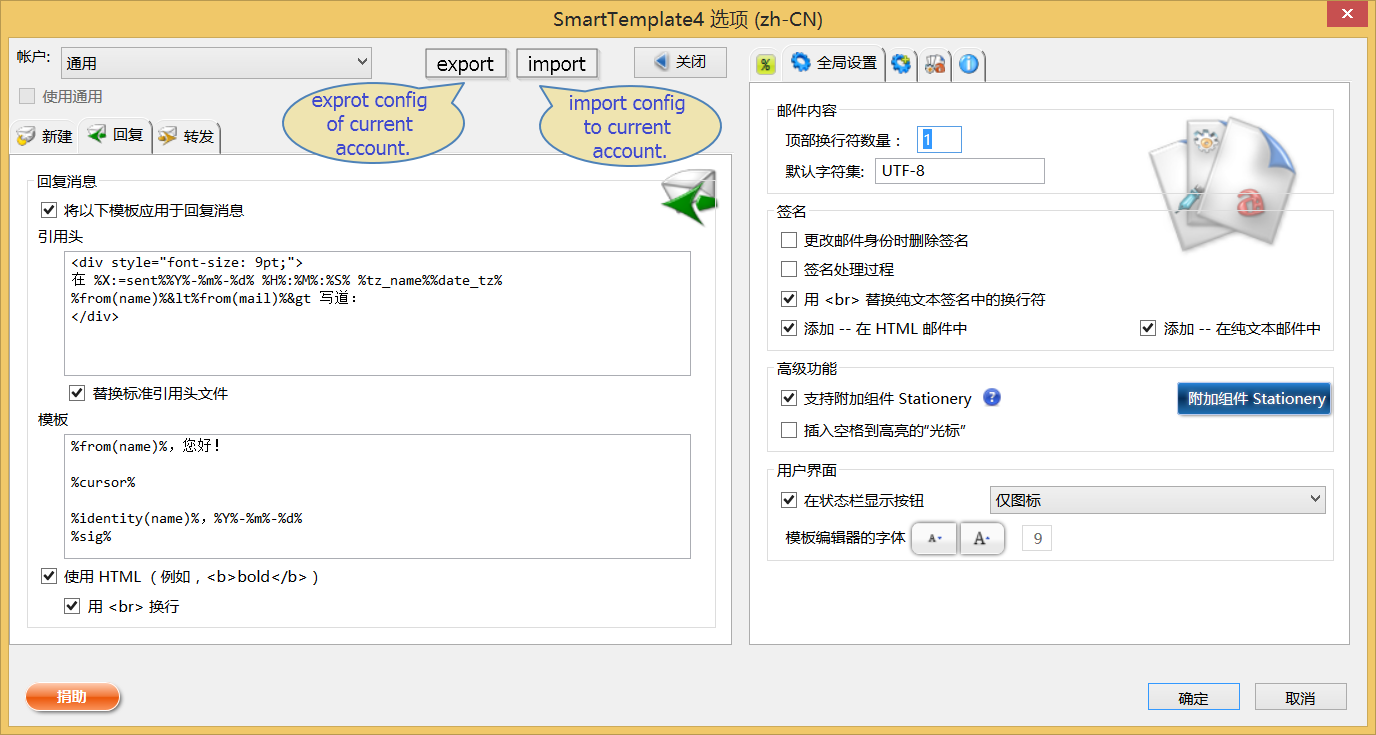 SmartTemplate4 选项 (zh-CN)
帐户:
通用
export
import
关闭
使用通用
exprot config
of current
account.
import config
to current
account.
新建
回复
转发
回复消息
将以下模板应用于回复消息
引用头
<div style="font-size: 9pt;">
在 %X:=sent%%Y%-%m%-%d% %H%:%M%:%S% %tz_name%%date_tz%
%from(name)%&lt%from(mail)%&gt 写道：
</div>
替换标准引用头文件
模板
%from(name)%，您好！
%cursor%
%identity(name)%，%Y%-%m%-%d%
%sig%
使用 HTML （例如，<b>bold</b>）
用 <br> 换行
捐助
%
全局设置
邮件内容
顶部换行符数量：
1
默认字符集:
UTF-8
签名
更改邮件身份时删除签名
签名处理过程
用 <br> 替换纯文本签名中的换行符
添加 -- 在 HTML 邮件中
添加 -- 在纯文本邮件中
高级功能
支持附加组件 Stationery
?
附加组件 Stationery
插入空格到高亮的“光标”
用户界面
在状态栏显示按钮
仅图标
模板编辑器的字体
A
A
9
确定
取消